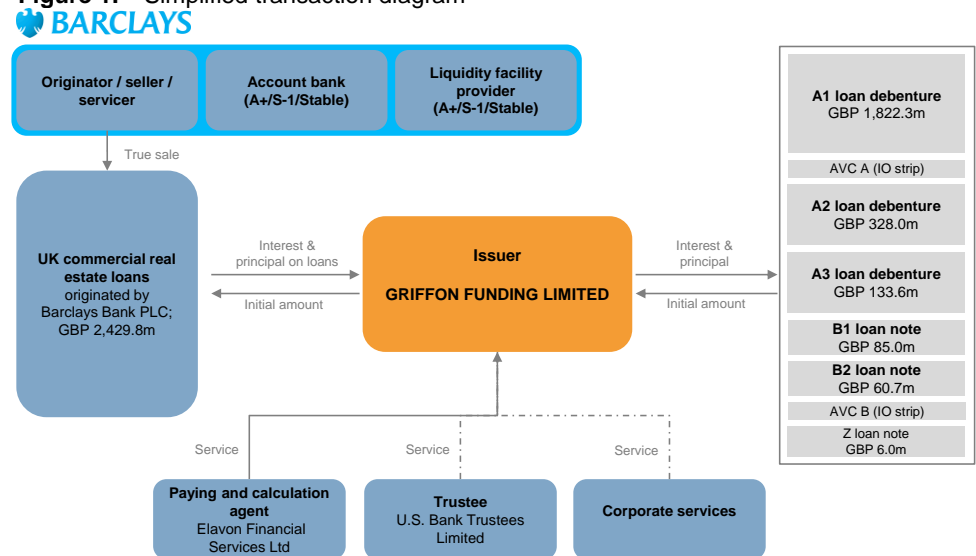 Figure 1: Simplified transaction diagram
BARCLAYS
Originator / seller /
servicer
Account bank
(A+/S-1/Stable)
Liquidity facility
provider
(A+/S-1/Stable)
True sale
UK commercial real
estate loans
originated by
Barclays Bank PLC;
GBP 2,429.8m
Interest &
principal on loans
Initial amount
Issuer
GRIFFON FUNDING LIMITED
Interest &
principal
Initial amount
A1 loan debenture
GBP 1,822.3m
AVC A (IO strip)
A2 loan debenture
GBP 328.0m
A3 loan debenture
GBP 133.6m
B1 loan note
GBP 85.0m
B2 loan note
GBP 60.7m
AVC B (IO strip)
Z loan note
GBP 6.0m
Service
Service
Service
Paying and calculation
agent
Elavon Financial
Services Ltd
Trustee
U.S. Bank Trustees
Limited
Corporate services